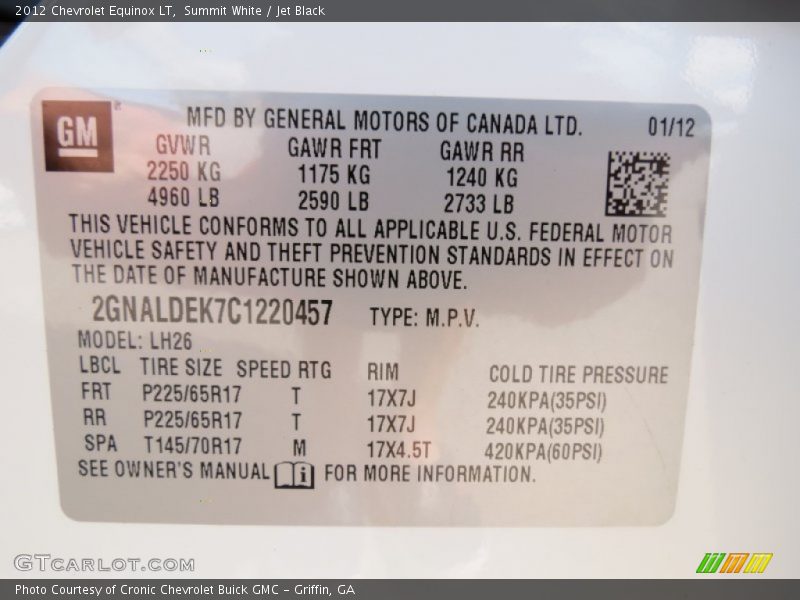 2012 Chevrolet Equinox LT, Summit White / Jet Black
GM ®
MFD BY GENERAL MOTORS OF CANADA LTD. 01/12
GVWR GAWR FRT GAWR RR
2250 KG 1175 KG 1240 KG
4960 LB 2590 LB 2733 LB
THIS VEHICLE CONFORMS TO ALL APPLICABLE U.S. FEDERAL MOTOR
VEHICLE SAFETY AND THEFT PREVENTION STANDARDS IN EFFECT ON
THE DATE OF MANUFACTURE SHOWN ABOVE.
2GNALDEK7C1220457 TYPE: M.P.V.
MODEL: LH26
LBCL TIRE SIZE SPEED RTG RIM COLD TIRE PRESSURE
FRT P225/65R17 T 17X7J 240KPA(35PSI)
RR P225/65R17 T 17X7J 240KPA(35PSI)
SPA T145/70R17 M 17X4.5T 420KPA(60PSI)
SEE OWNER'S MANUAL i FOR MORE INFORMATION.
GTCARLOT.COM
Photo Courtesy of Cronic Chevrolet Buick GMC – Griffin, GA